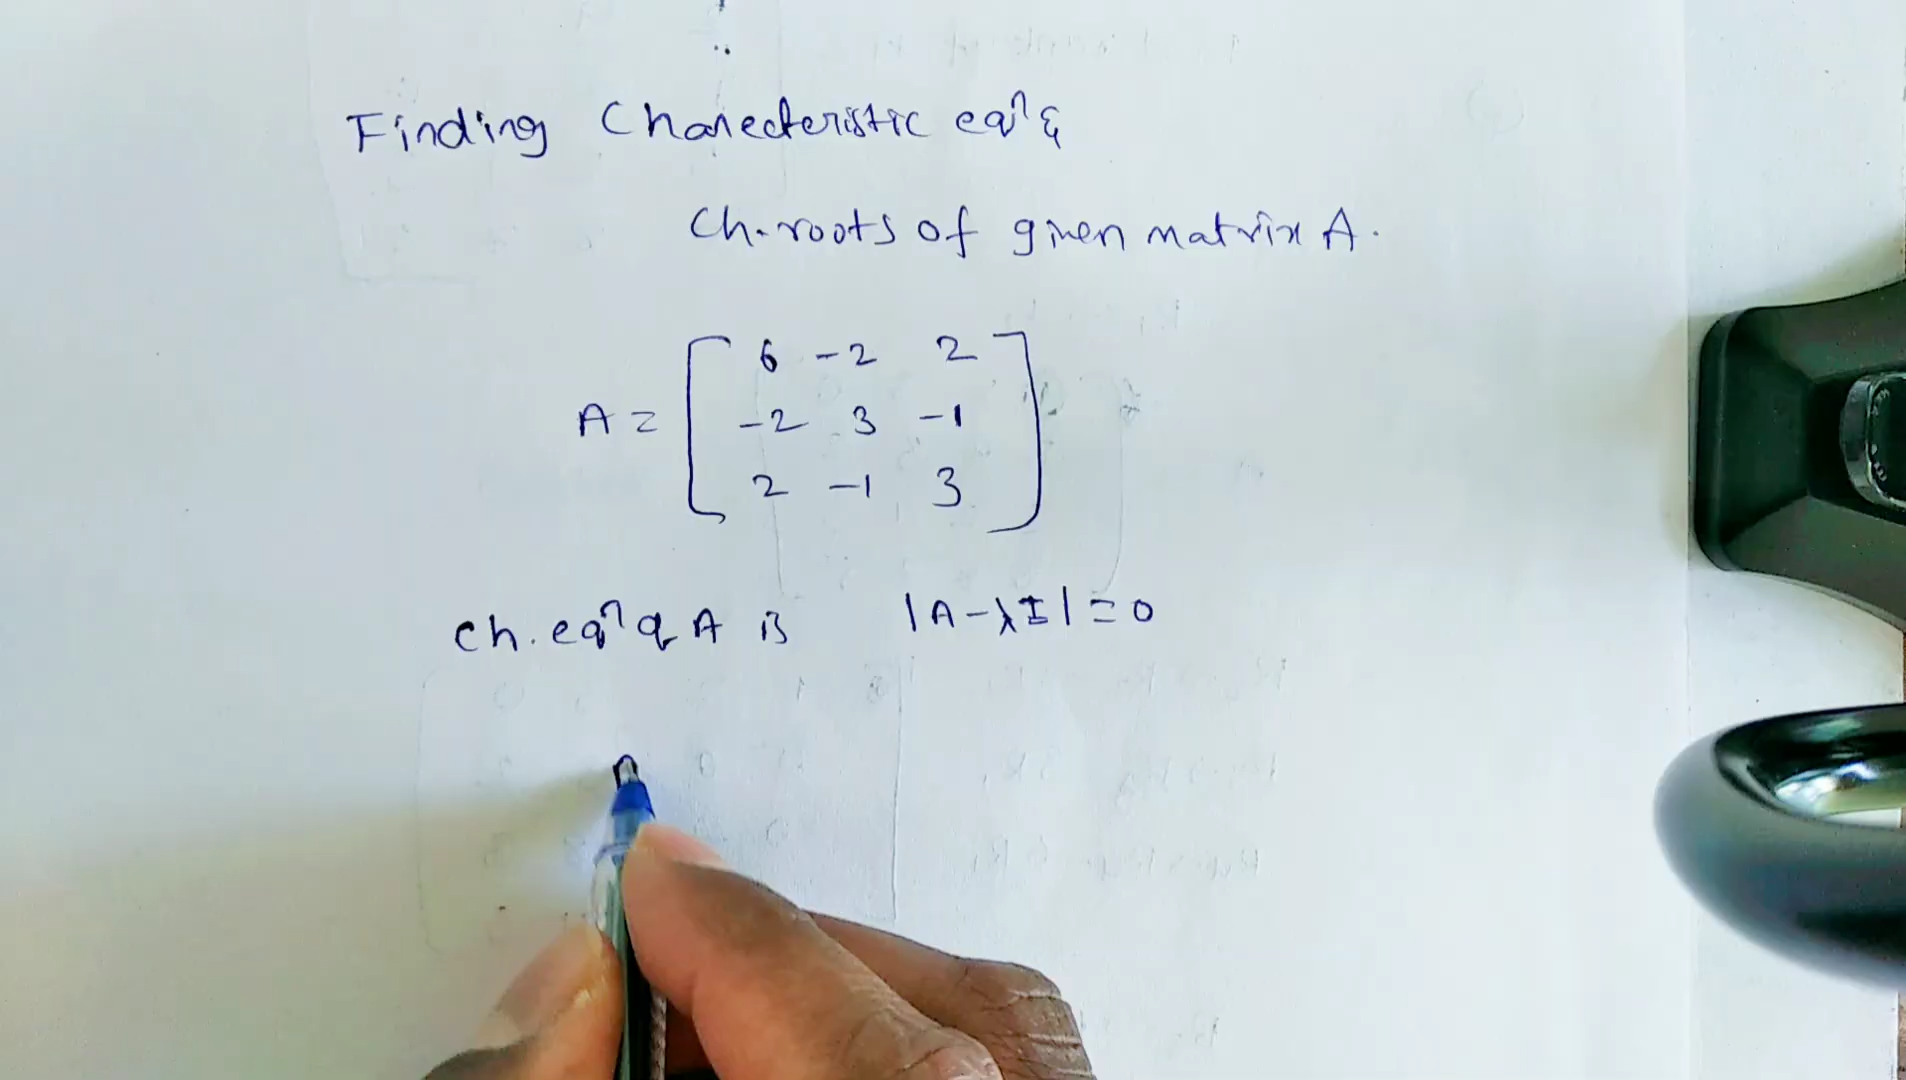 Finding Charecteristic eqⁿ &
Ch. roots of given matrix A.
A = [ 6 -2 2
-2 3 -1
2 -1 3 ]
Ch. eqⁿ of A is |A-λI| = 0